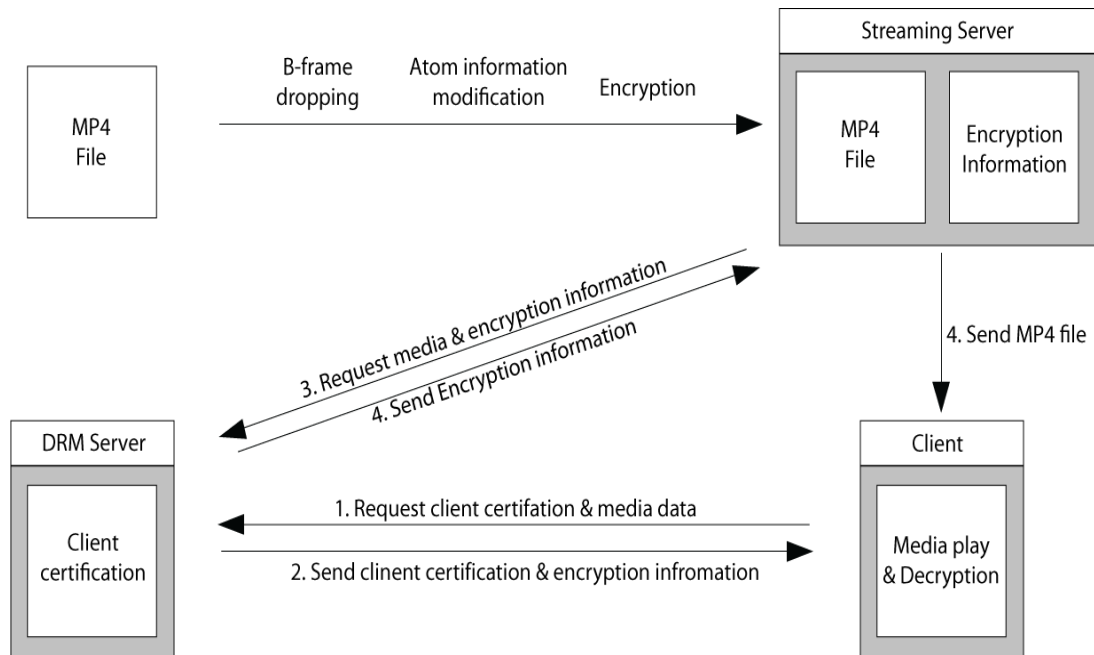 Streaming Server
MP4
File
B-frame
dropping
Atom information
modification
Encryption
MP4
File
Encryption
Information
3. Request media & encryption information
4. Send Encryption information
4. Send MP4 file
DRM Server
Client
certification
1. Request client certifation & media data
2. Send clinent certification & encryption infromation
Client
Media play
& Decryption